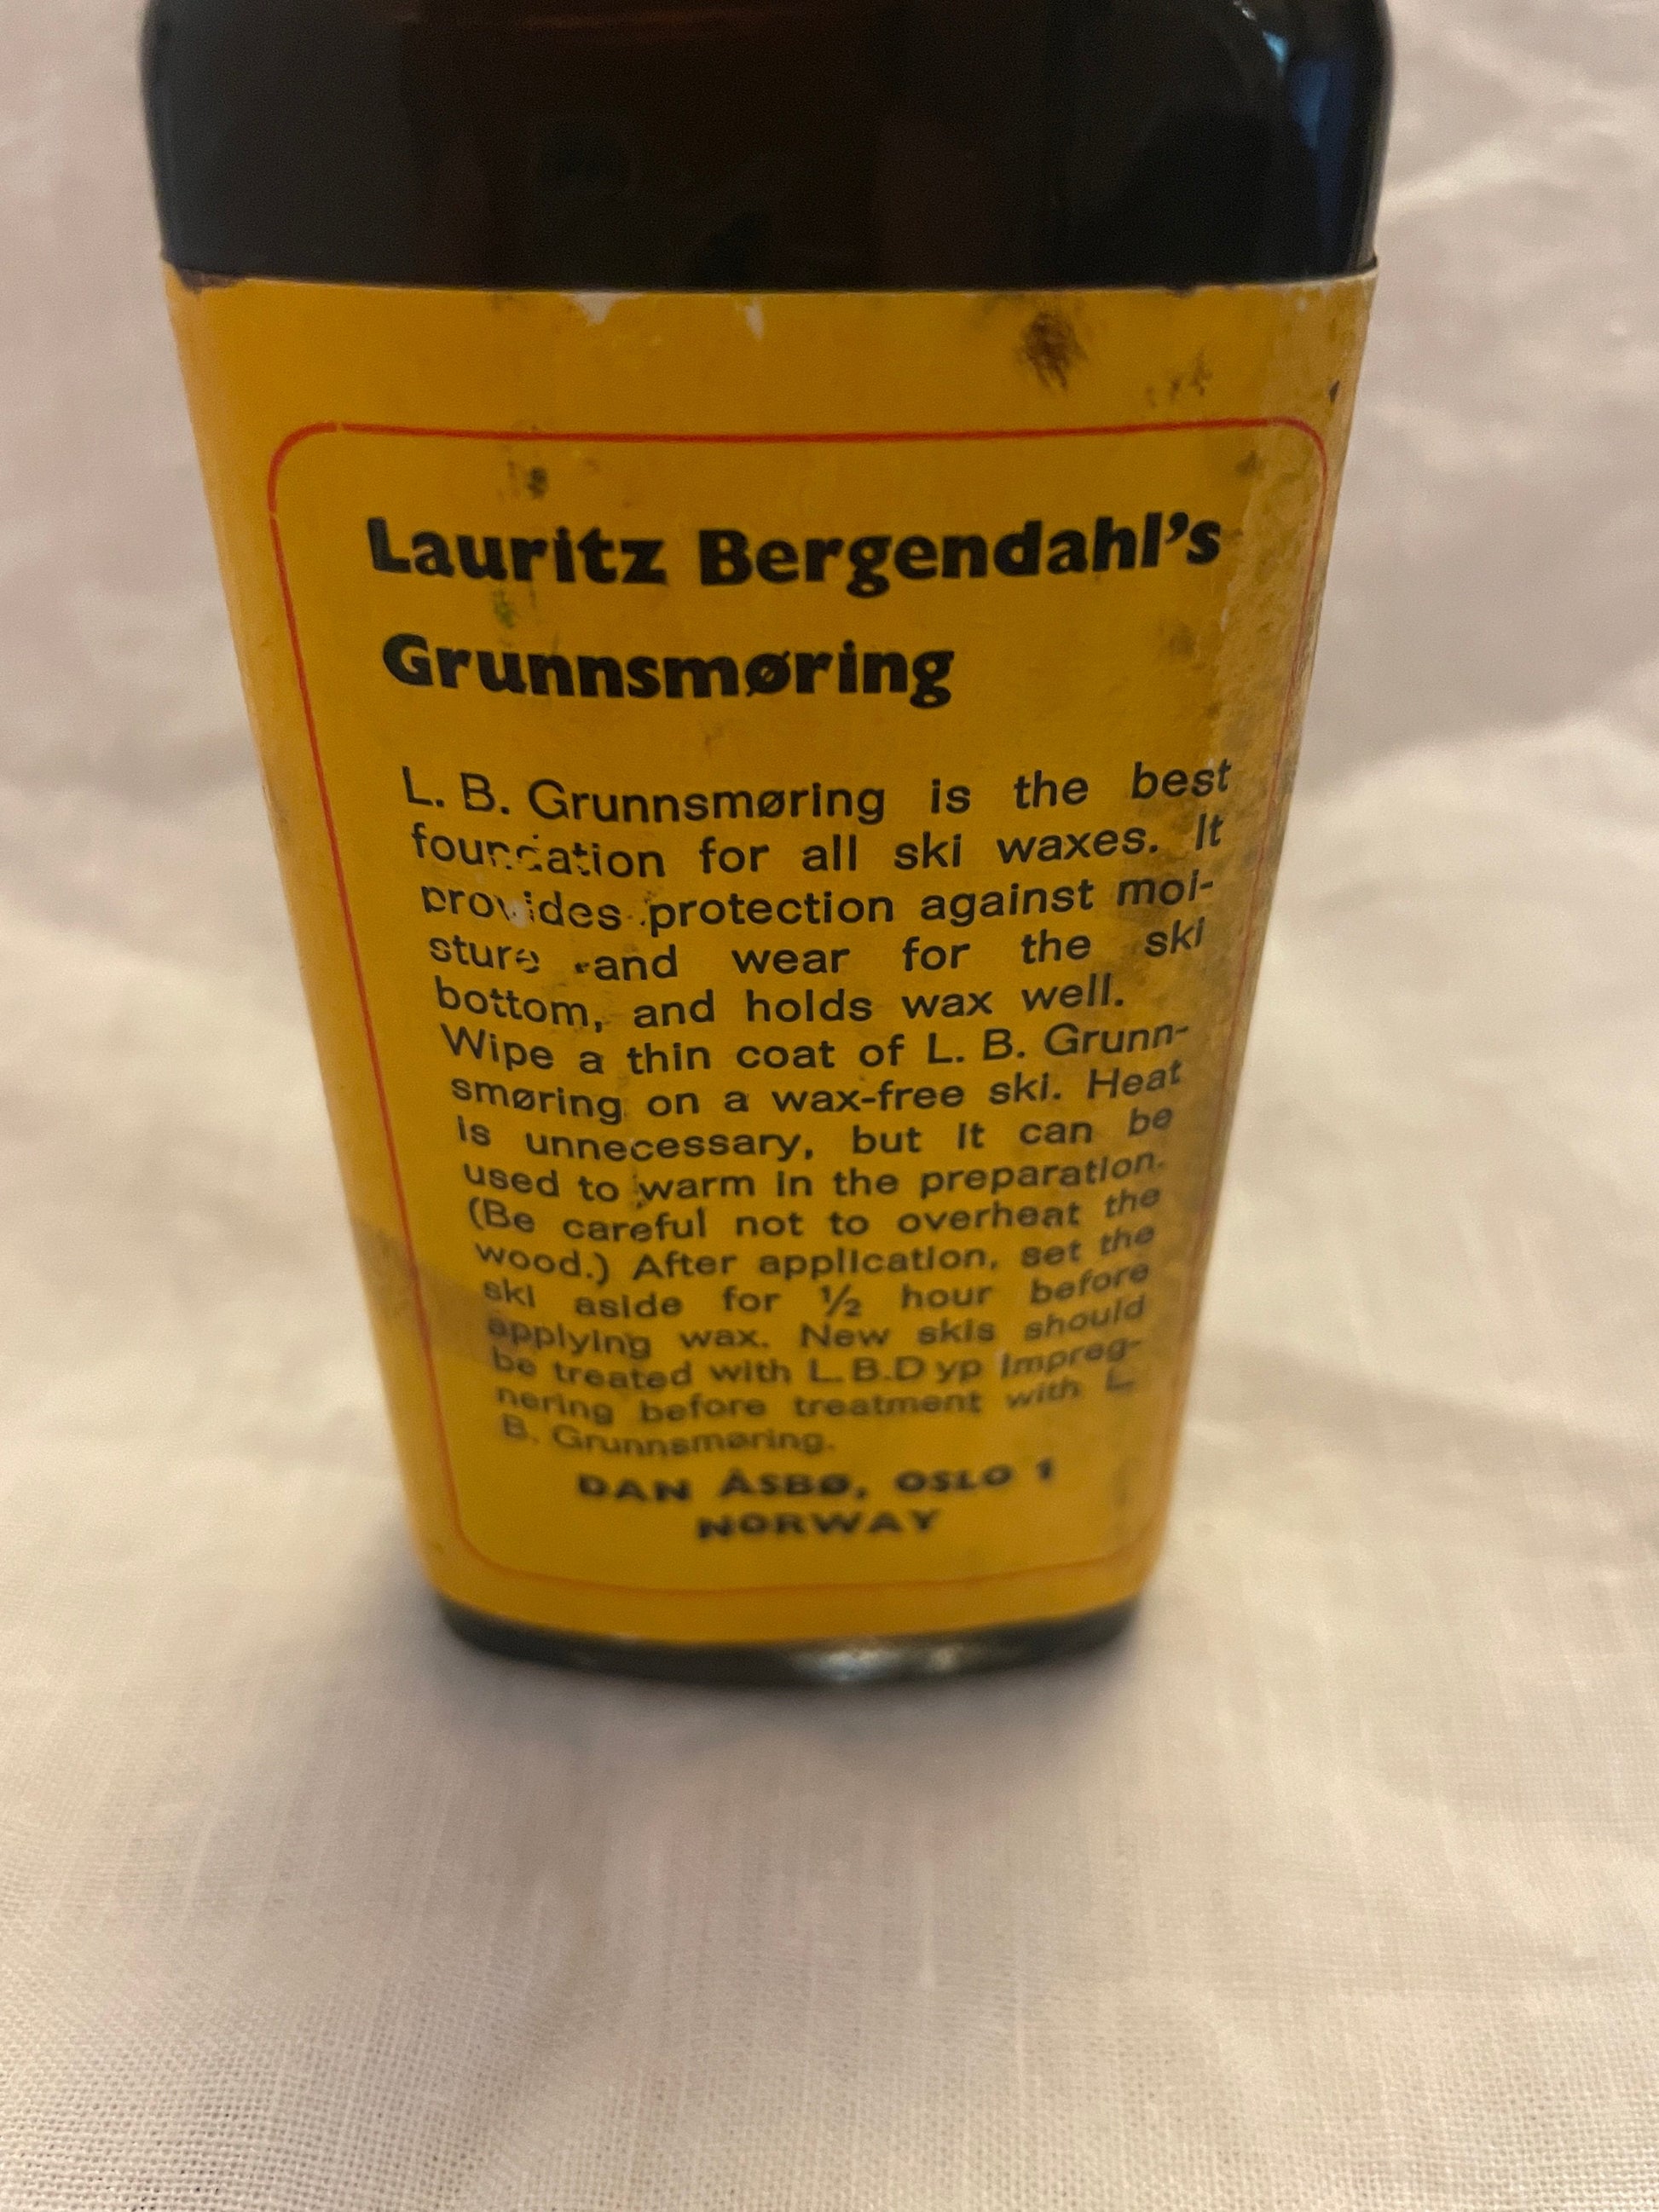 Lauritz Bergendahl's
Grunnsmøring
L. B. Grunnsmøring is the best
foundation for all ski waxes. It
provides protection against moi-
sture and wear for the ski
bottom, and holds wax well.
Wipe a thin coat of L. B. Grunn-
smøring on a wax-free ski. Heat
is unnecessary, but it can be
used to warm in the preparation.
(Be careful not to overheat the
wood.) After application, set the
ski aside for ½ hour before
applying wax. New skis should
be treated with L.B.D yp Impreg-
nering before treatment with L.
B. Grunnsmøring.
DAN ÅSBØ, OSLO 1
NORWAY